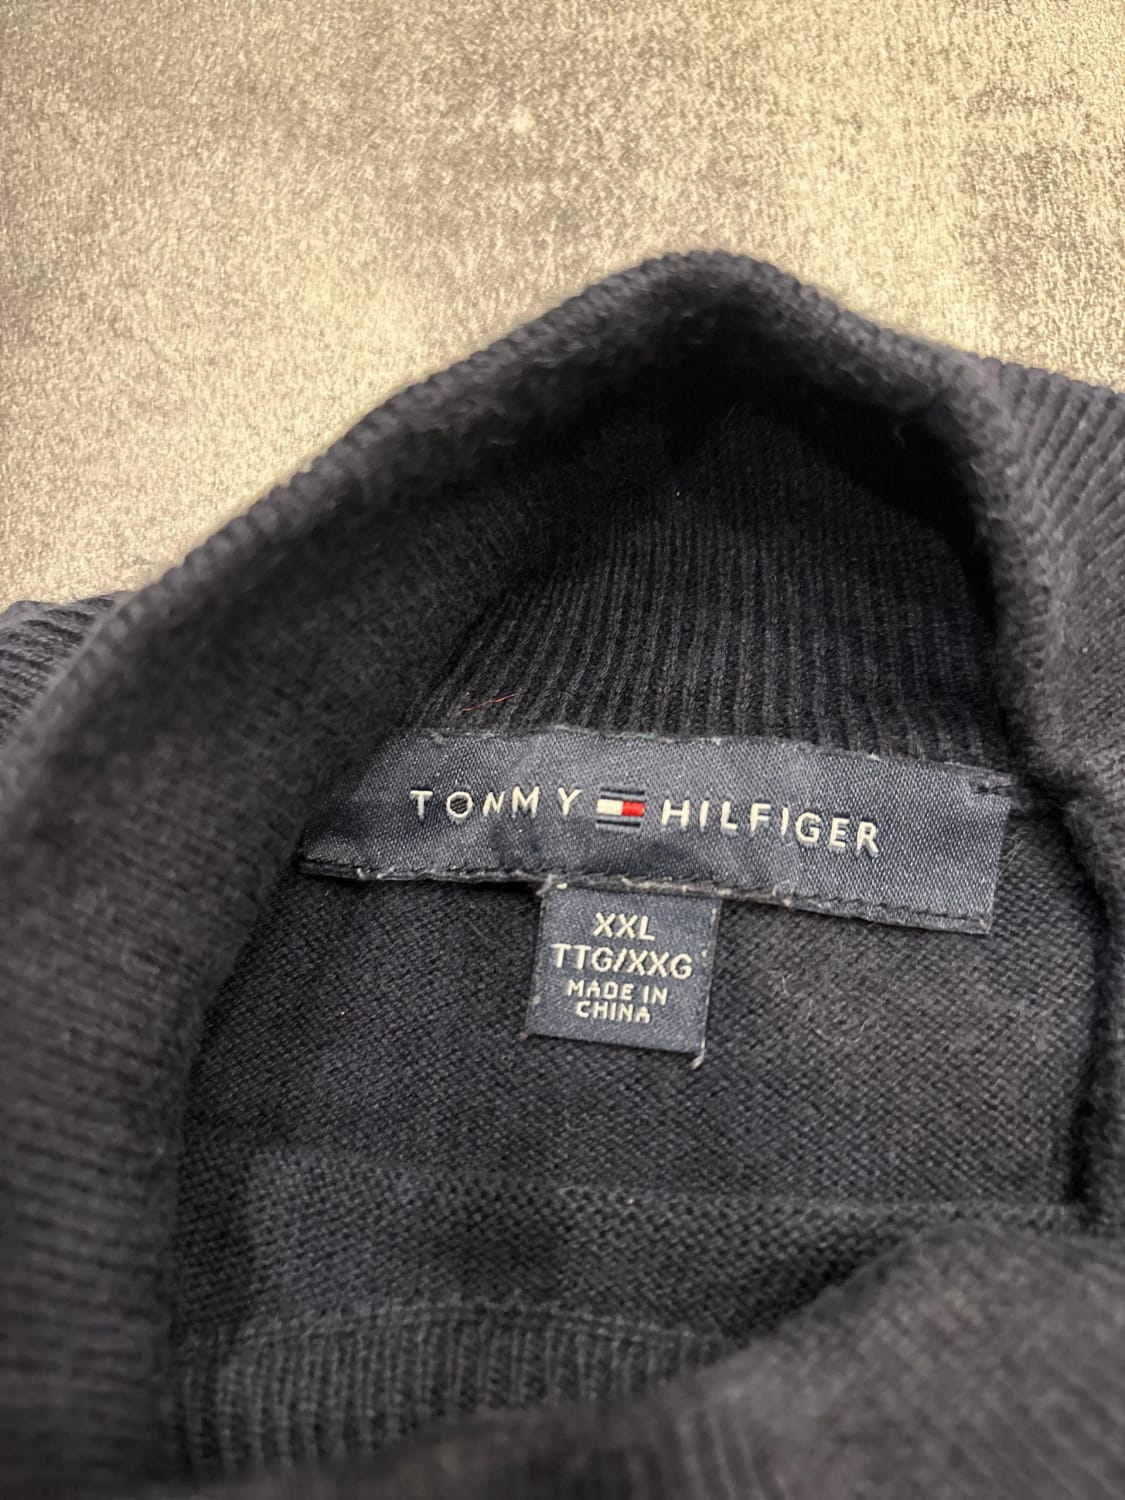 TOMMY HILFIGER
XXL
TTG/XXG
MADE IN
CHINA